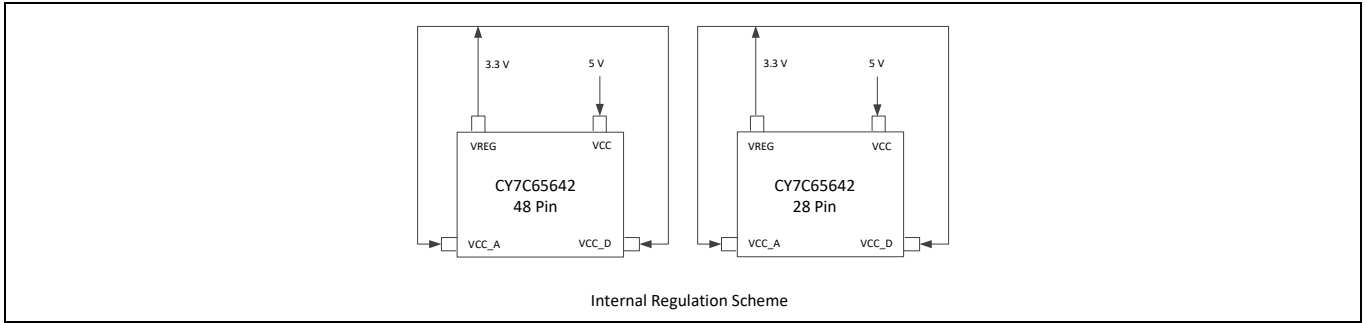 3.3 V
5 V
VREG
VCC
CY7C65642
48 Pin
VCC_A
VCC_D
3.3 V
5 V
VREG
VCC
CY7C65642
28 Pin
VCC_A
VCC_D
Internal Regulation Scheme